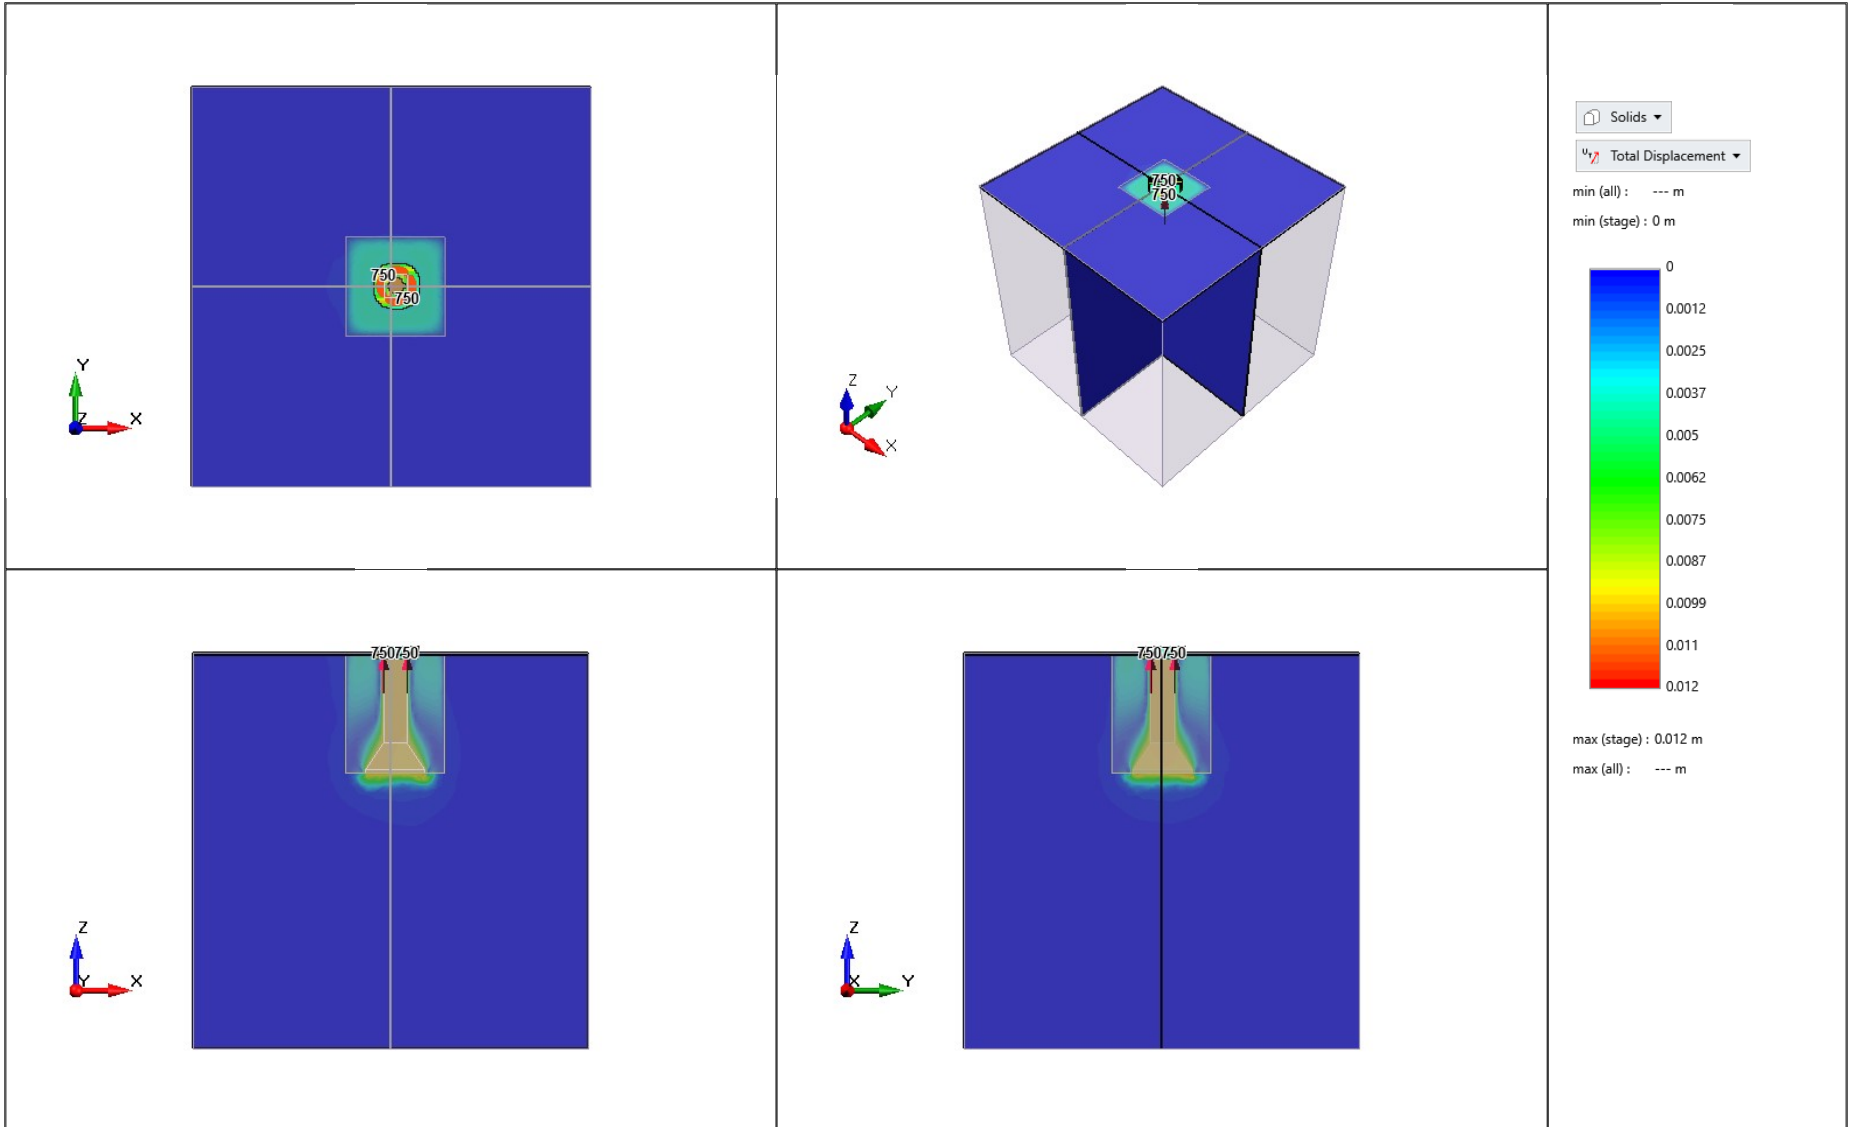 750
750
Y
Z
X
750
750
Z
Y
X
Solids
UT
Total Displacement
min (all) : --- m
min (stage) : 0 m
0
0.0012
0.0025
0.0037
0.005
0.0062
0.0075
0.0087
0.0099
0.011
0.012
max (stage) : 0.012 m
max (all) : --- m
750750
Z
Y
X
750750
Z
X
Y